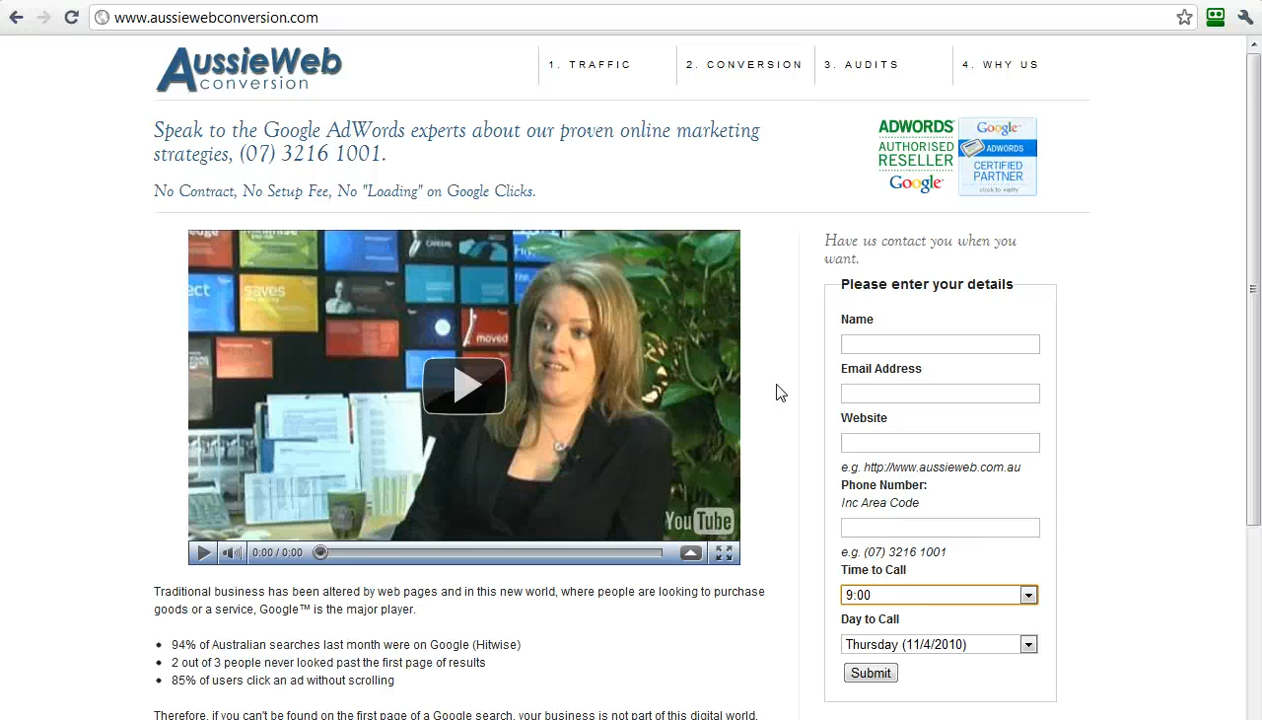 www.aussiewebconversion.com
AussieWeb
conversion
1. TRAFFIC
2. CONVERSION
3. AUDITS
4. WHY US
Speak to the Google AdWords experts about our proven online marketing
strategies, (07) 3216 1001.
No Contract, No Setup Fee, No "Loading" on Google Clicks.
ADWORDS
AUTHORISED
RESELLER
Google
Google
ADWORDS
CERTIFIED
PARTNER
click to verify
CAREERS
ect
saves
moved
YouTube
0:00 / 0:00
Traditional business has been altered by web pages and in this new world, where people are looking to purchase
goods or a service, Google™ is the major player.
94% of Australian searches last month were on Google (Hitwise)
2 out of 3 people never looked past the first page of results
85% of users click an ad without scrolling
Therefore, if you can't be found on the first page of a Google search, your business is not part of this digital world.
Have us contact you when you
want.
Please enter your details
Name
Email Address
Website
e.g. http://www.aussieweb.com.au
Phone Number:
Inc Area Code
e.g. (07) 3216 1001
Time to Call
9:00
Day to Call
Thursday (11/4/2010)
Submit